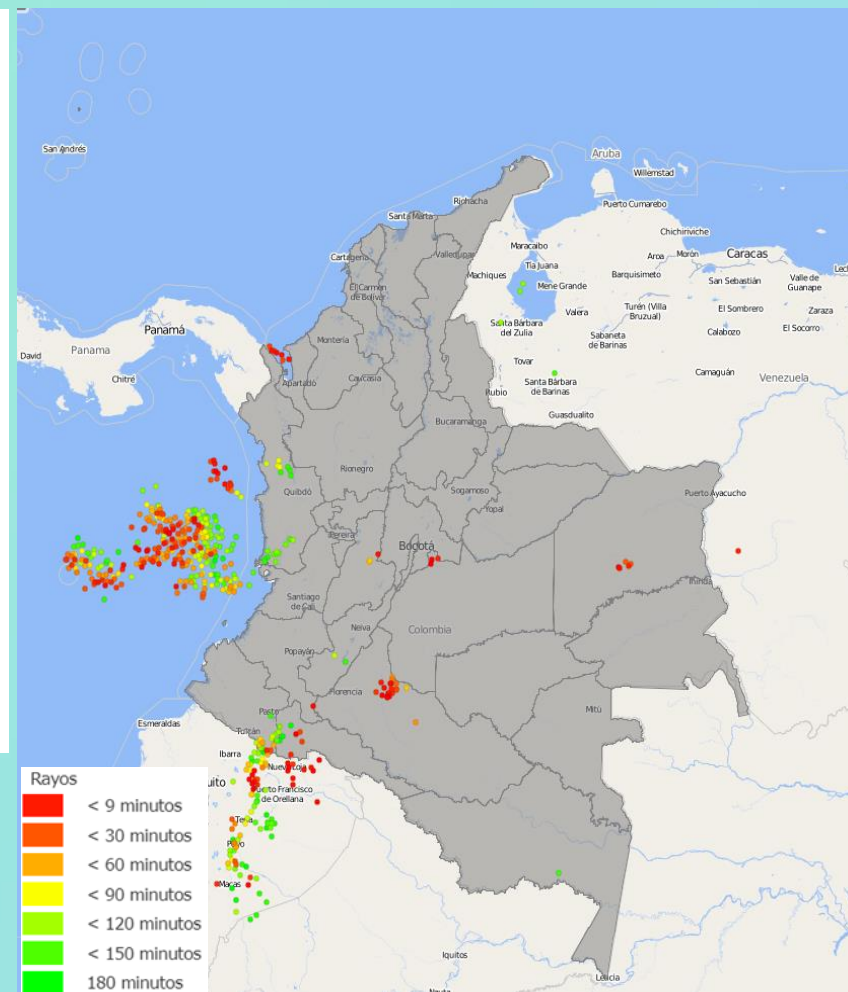 San Andrés
Aruba
Willemstad
Riohacha
Puerto Cumarebo
Santa Marta
Chichiriviche
Maracaibo
Cartagena
Valledupar
Aroa
Morón
Caracas
Tía Juana
Machiques
Barquisimeto
El Carmen
de Bolívar
Mene Grande
San Sebastián
Valle de
Guanape
Valera
Turén (Villa
Bruzual)
El Sombrero
Zaraza
Panamá
Santa Bárbara
del Zulia
Sabaneta
de Barinas
Calabozo
El Socorro
Montería
David
Panama
Tovar
Camaguán
Venezuela
Chitré
Apartadó
Caucasia
Rubio
Santa Bárbara
de Barinas
Guasdualito
Bucaramanga
Rionegro
Quibdó
Sogamoso
Puerto Ayacucho
Yopal
Pereira
Bogotá
Inírida
Santiago
de Cali
Neiva
Colombia
Popayán
Florencia
Mitú
Pasto
Esmeraldas
Tulcán
Ibarra
Nueva Loja
uito
Puerto Francisco
de Orellana
Tena
Puyo
Macas
Iquitos
Leticia
Nauta
Rayos
< 9 minutos
< 30 minutos
< 60 minutos
< 90 minutos
< 120 minutos
< 150 minutos
180 minutos